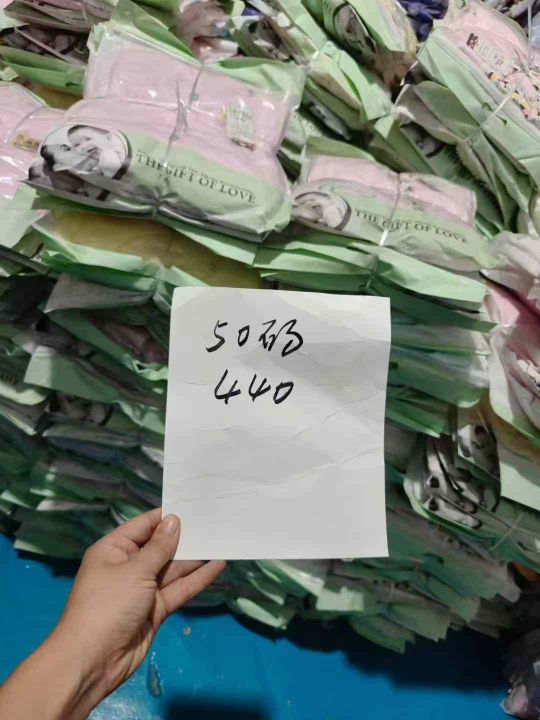 THE GIFT OF LOVE
THE GIFT OF LOVE
50码
440